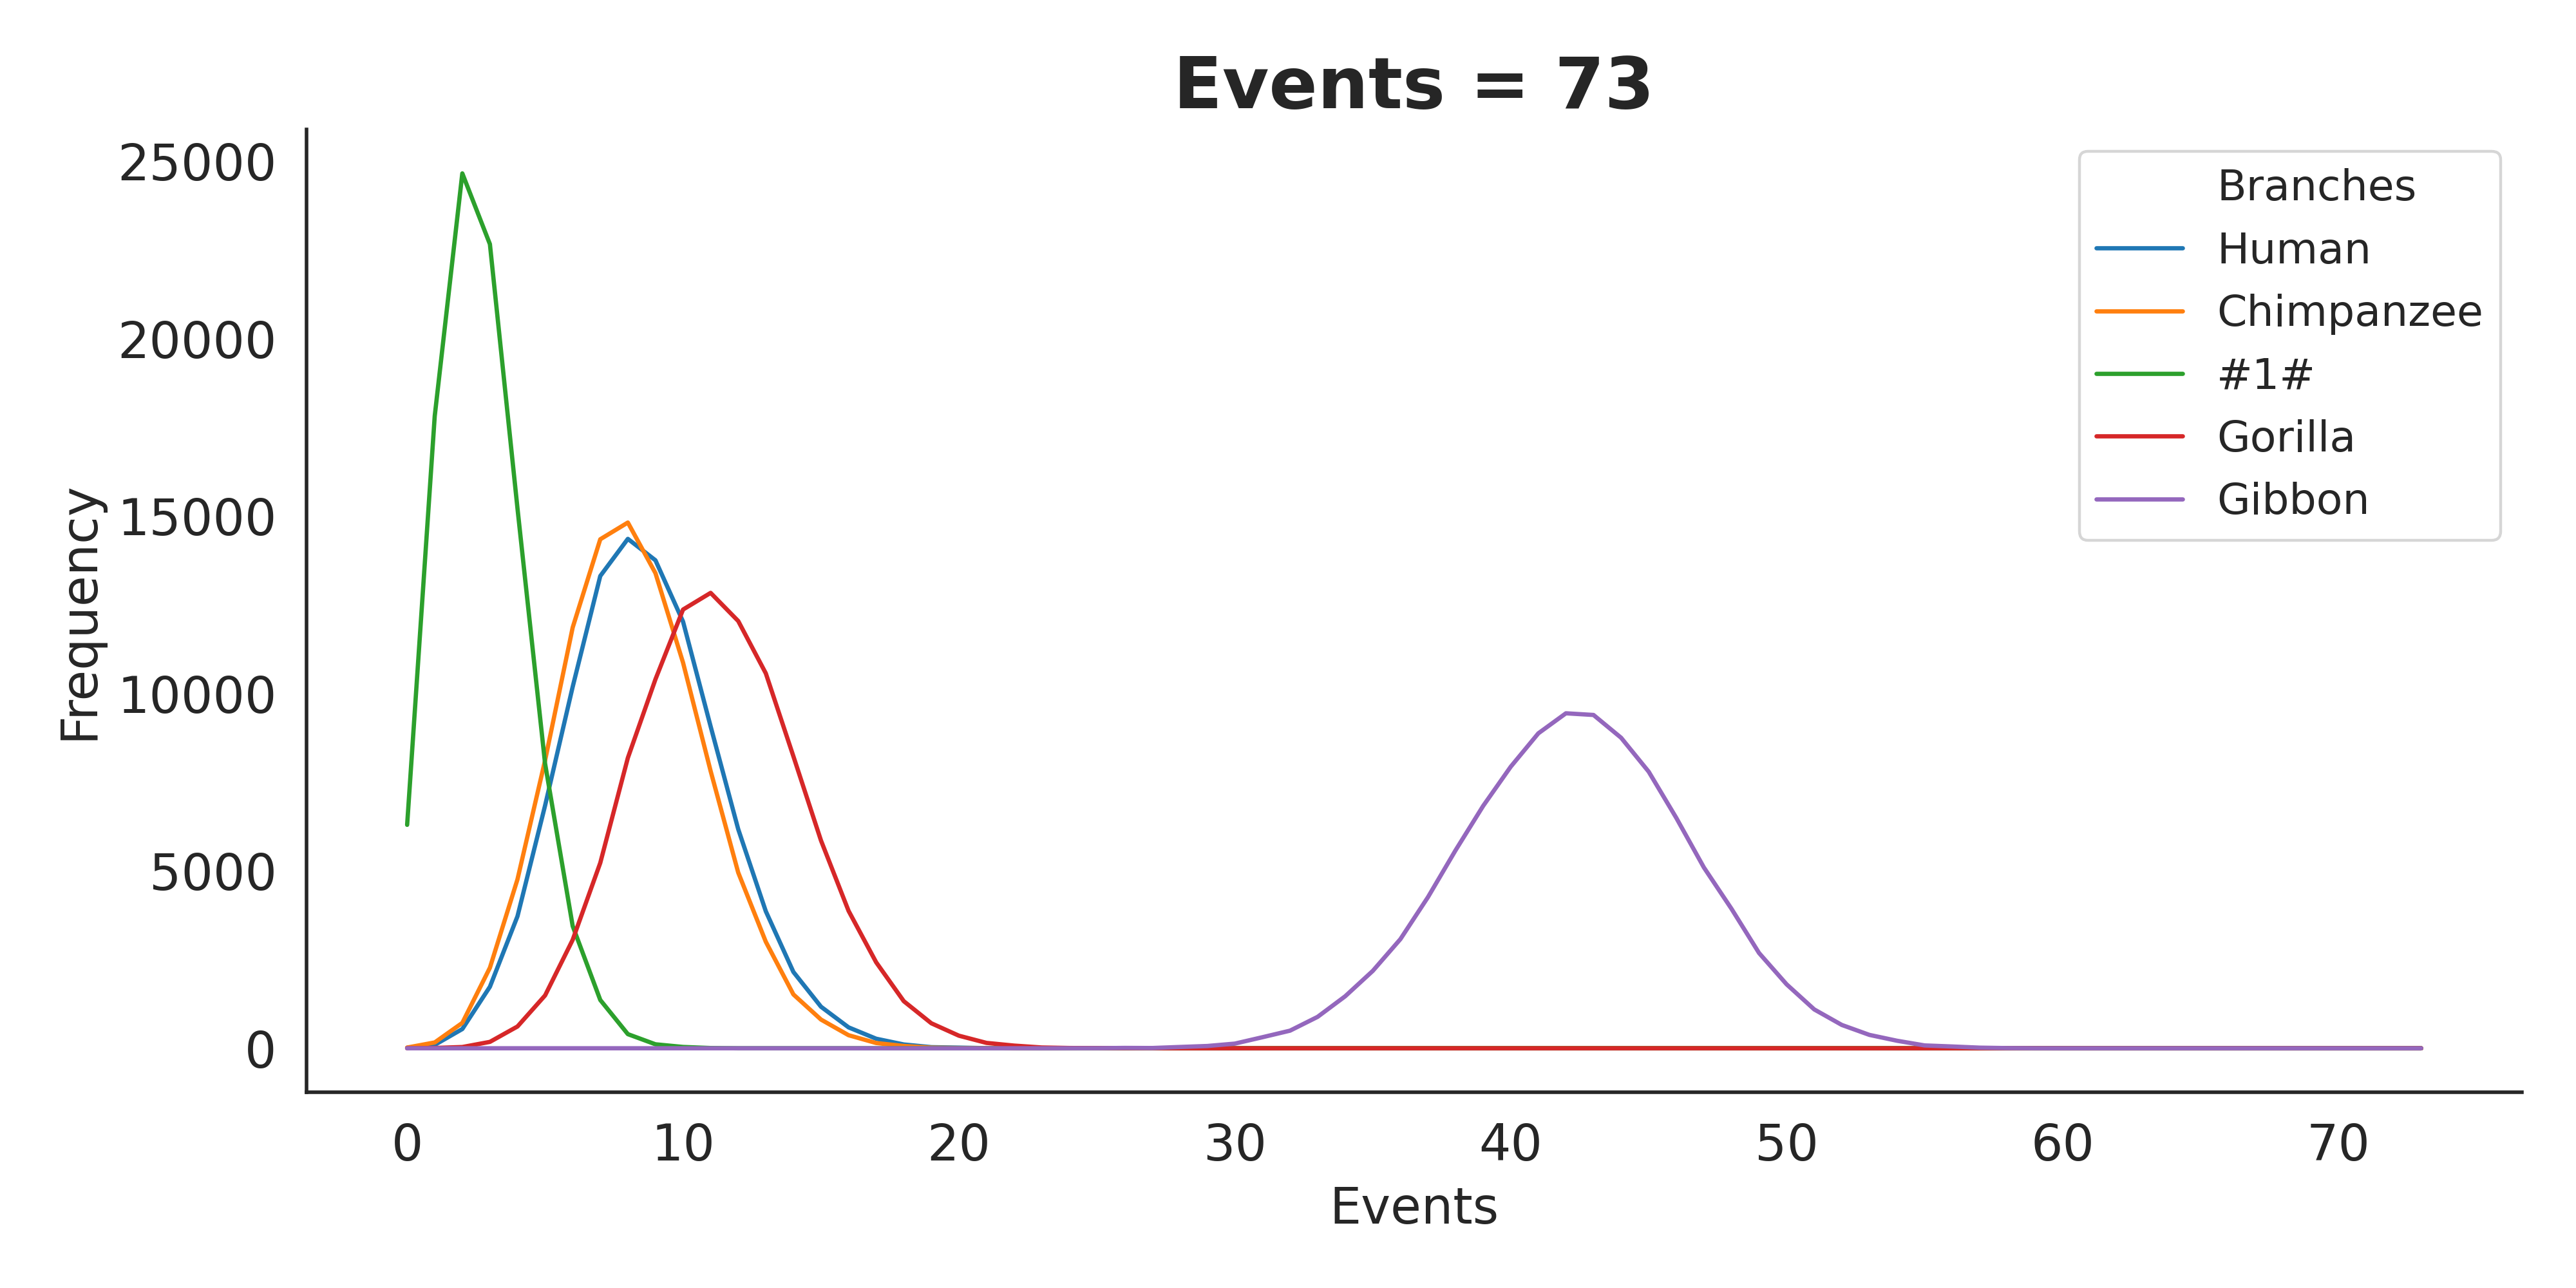 Events = 73
25000
20000
15000
10000
5000
0
Frequency
0 10 20 30 40 50 60 70
Events
Branches
Human
Chimpanzee
#1#
Gorilla
Gibbon